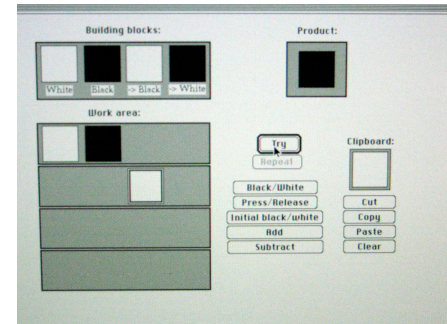 Building blocks:
Product:
White Black -> Black -> White
Work area:
Try
Repeat
Clipboard:
Black/White
Press/Release
Initial black/white
Add
Subtract
Cut
Copy
Paste
Clear